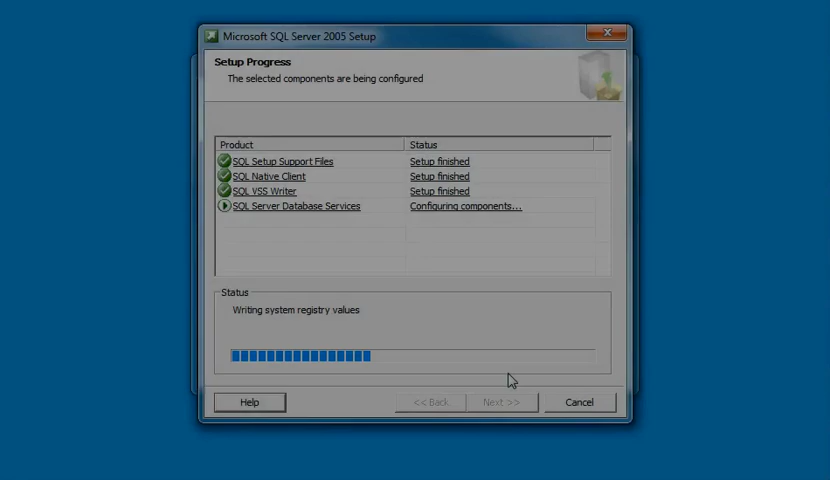 Microsoft SQL Server 2005 Setup
Setup Progress
The selected components are being configured
Product Status
SQL Setup Support Files Setup finished
SQL Native Client Setup finished
SQL VSS Writer Setup finished
SQL Server Database Services Configuring components...
Status
Writing system registry values
Help << Back Next >> Cancel